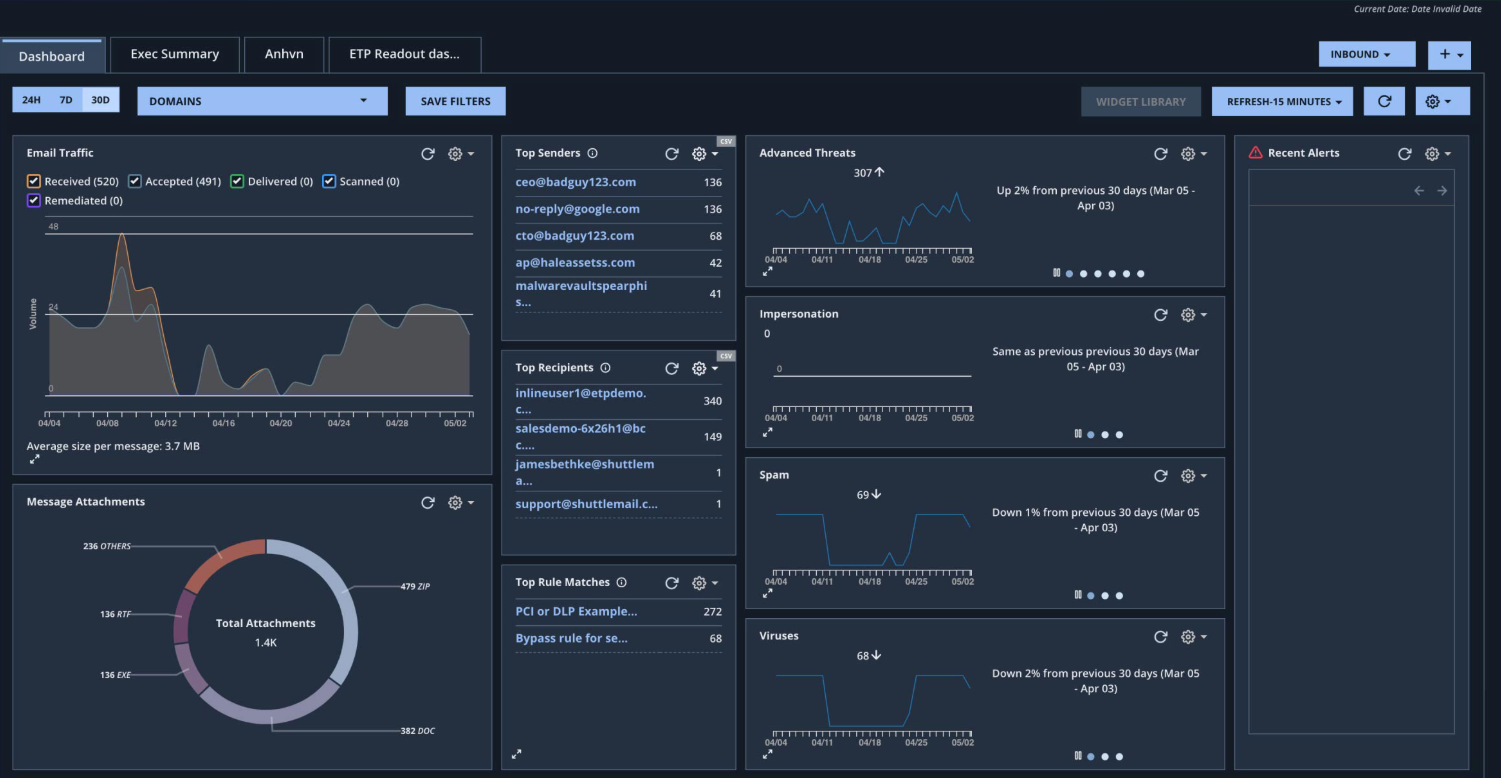 Current Date: Date Invalid Date
Dashboard
Exec Summary
Anhvn
ETP Readout das...
INBOUND
+
24H 7D 30D
DOMAINS
SAVE FILTERS
WIDGET LIBRARY
REFRESH-15 MINUTES
Email Traffic
Received (520) Accepted (491) Delivered (0) Scanned (0)
Remediated (0)
48
24
0
Volume
04/04 04/08 04/12 04/16 04/20 04/24 04/28 05/02
Average size per message: 3.7 MB
Message Attachments
236 OTHERS
479 ZIP
136 RTF
Total Attachments
1.4K
136 EXE
382 DOC
CSV
Top Senders
ceo@badguy123.com 136
no-reply@google.com 136
cto@badguy123.com 68
ap@haleassetss.com 42
malwarevaultspearphi
s... 41
CSV
Top Recipients
inlineuser1@etpdemo.
c... 340
salesdemo-6x26h1@bc
c.... 149
jamesbethke@shuttlem
a... 1
support@shuttlemail.c... 1
Top Rule Matches
PCI or DLP Example... 272
Bypass rule for se... 68
Advanced Threats
307
Up 2% from previous 30 days (Mar 05 -
Apr 03)
04/04 04/11 04/18 04/25 05/02
Impersonation
0
Same as previous previous 30 days (Mar
05 - Apr 03)
0
04/04 04/11 04/18 04/25 05/02
Spam
69
Down 1% from previous 30 days (Mar 05
- Apr 03)
04/04 04/11 04/18 04/25 05/02
Viruses
68
Down 2% from previous 30 days (Mar 05
- Apr 03)
04/04 04/11 04/18 04/25 05/02
Recent Alerts